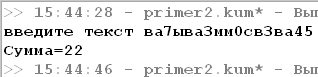 >> 15:44:28 - primer2.kum* - Вып
введите текст ва7ыва3мм0св3ва45
Сумма=22
>> 15:44:46 - primer2.kum* - Вып